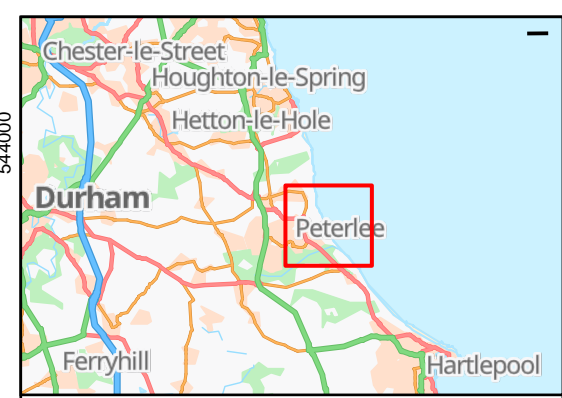 Chester-le-Street
Houghton-le-Spring
544000
Hetton-le-Hole
Durham
Peterlee
Ferryhill
Hartlepool